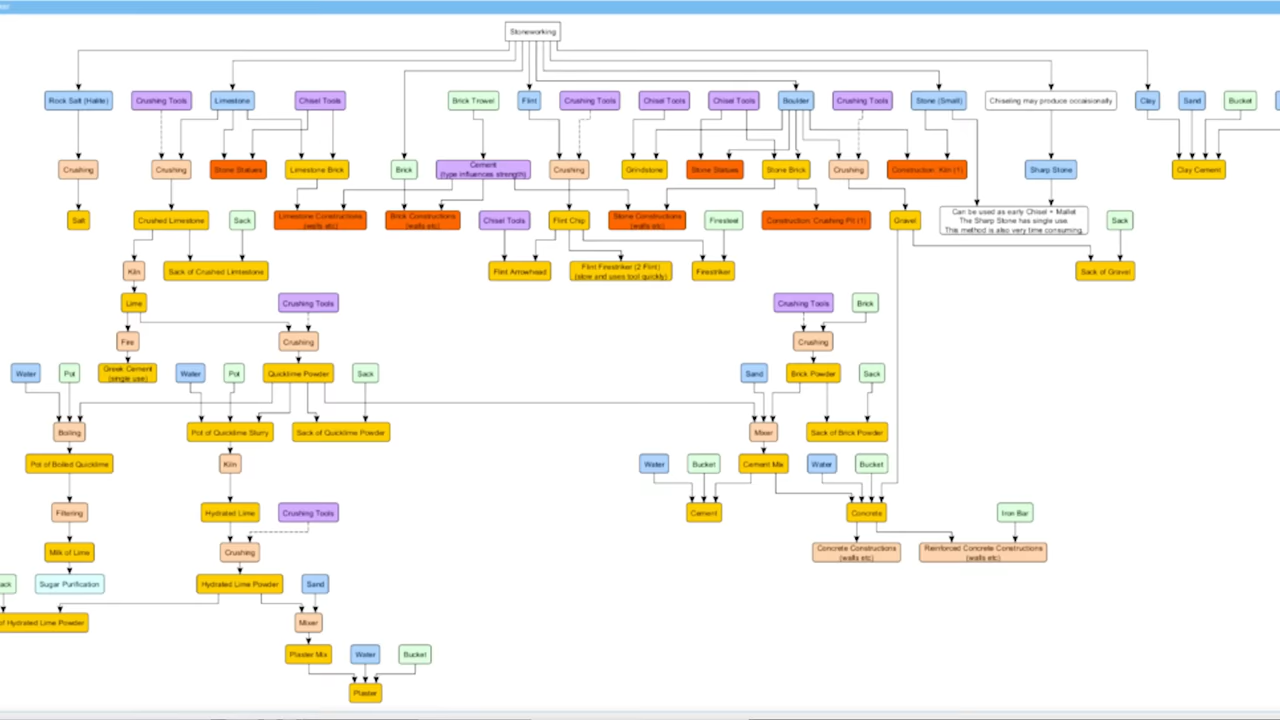 Stoneworking
Rock Salt (Halite)
Crushing Tools
Limestone
Chisel Tools
Brick Trowel
Flint
Crushing Tools
Chisel Tools
Chisel Tools
Boulder
Crushing Tools
Stone (Small)
Chiseling may produce occaisionally
Clay
Sand
Bucket
Crushing
Crushing
Stone Statues
Limestone Brick
Brick
Cement
(type influences strength)
Crushing
Grindstone
Stone Statues
Stone Brick
Crushing
Construction: Kiln (1)
Sharp Stone
Clay Cement
Salt
Crushed Limestone
Sack
Limestone Constructions
(walls etc)
Brick Constructions
(walls etc)
Chisel Tools
Flint Chip
Stone Constructions
(walls etc)
Firesteel
Construction: Crushing Pit (1)
Gravel
Can be used as early Chisel + Mallet
The Sharp Stone has single use
This method is also very time consuming.
Sack
Kiln
Sack of Crushed Limtestone
Flint Arrowhead
Flint Firestriker (2 Flint)
(store and uses tool quickly)
Firestriker
Sack of Gravel
Lime
Crushing Tools
Crushing Tools
Brick
Fire
Crushing
Crushing
Water
Pot
Greek Cement
(single use)
Water
Pot
Quicklime Powder
Sack
Sand
Brick Powder
Sack
Boiling
Pot of Quicklime Slurry
Sack of Quicklime Powder
Mixer
Sack of Brick Powder
Pot of Boiled Quicklime
Kiln
Water
Bucket
Cement Mix
Water
Bucket
Filtering
Hydrated Lime
Crushing Tools
Cement
Concrete
Iron Bar
Milk of Lime
Crushing
Concrete Constructions
(walls etc)
Reinforced Concrete Constructions
(walls etc)
ack
Sugar Purification
Hydrated Lime Powder
Sand
of Hydrated Lime Powder
Mixer
Plaster Mix
Water
Bucket
Plaster